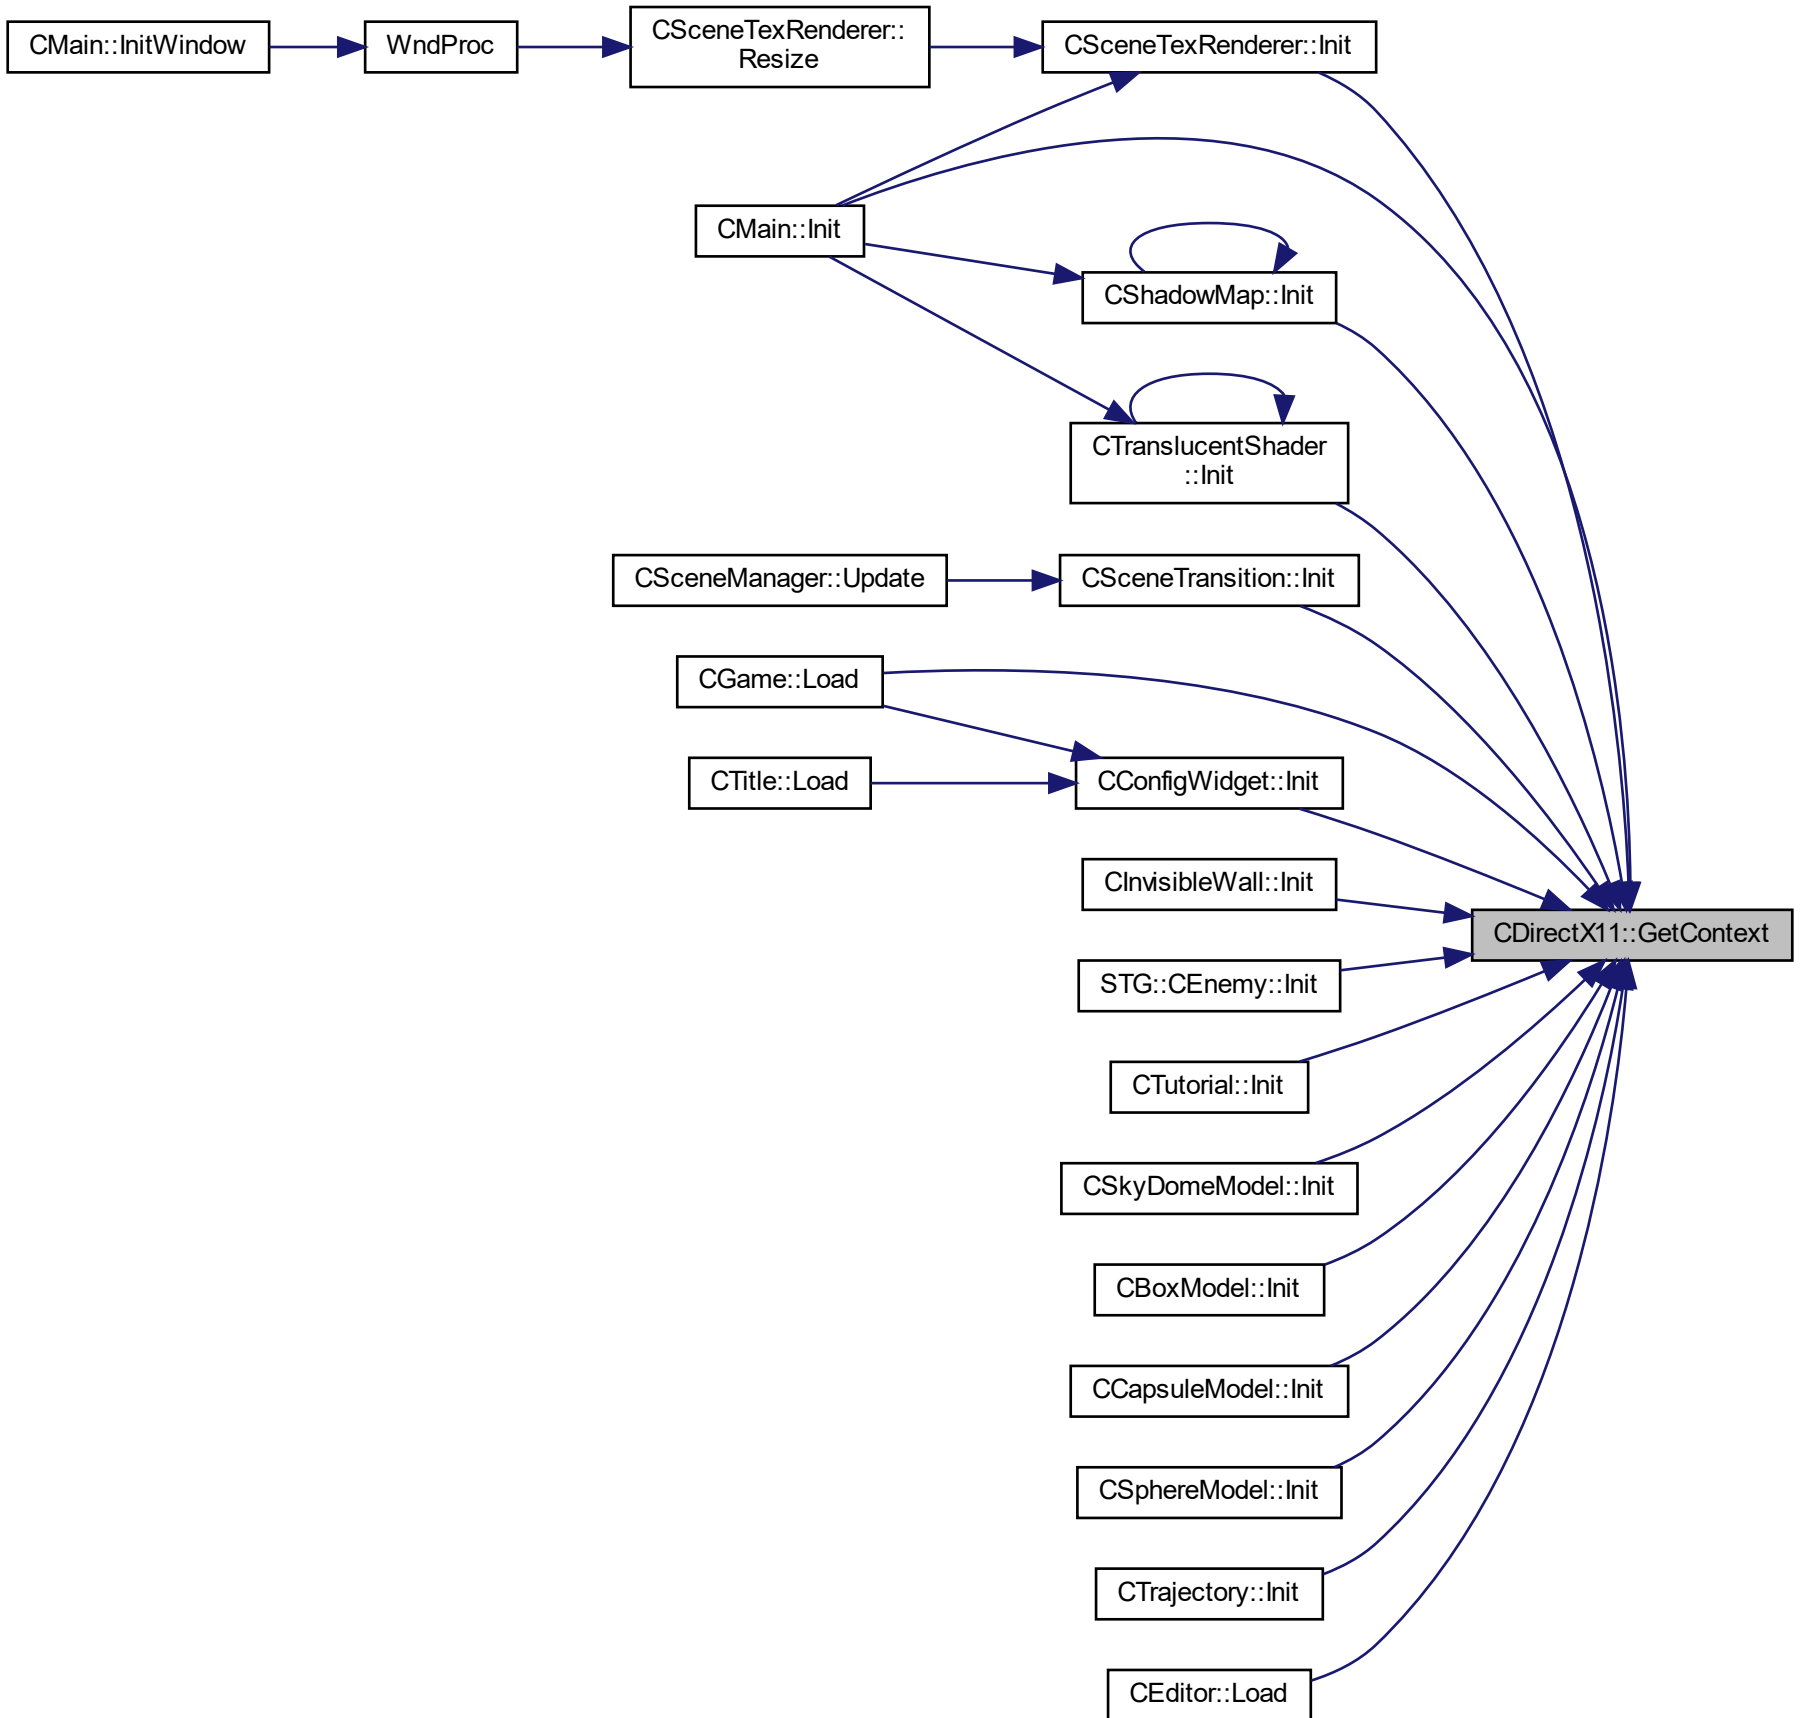 CMain::InitWindow
WndProc
CSceneTexRenderer::
Resize
CSceneTexRenderer::Init
CMain::Init
CShadowMap::Init
CTranslucentShader
::Init
CSceneManager::Update
CSceneTransition::Init
CGame::Load
CTitle::Load
CConfigWidget::Init
CInvisibleWall::Init
CDirectX11::GetContext
STG::CEnemy::Init
CTutorial::Init
CSkyDomeModel::Init
CBoxModel::Init
CCapsuleModel::Init
CSphereModel::Init
CTrajectory::Init
CEditor::Load